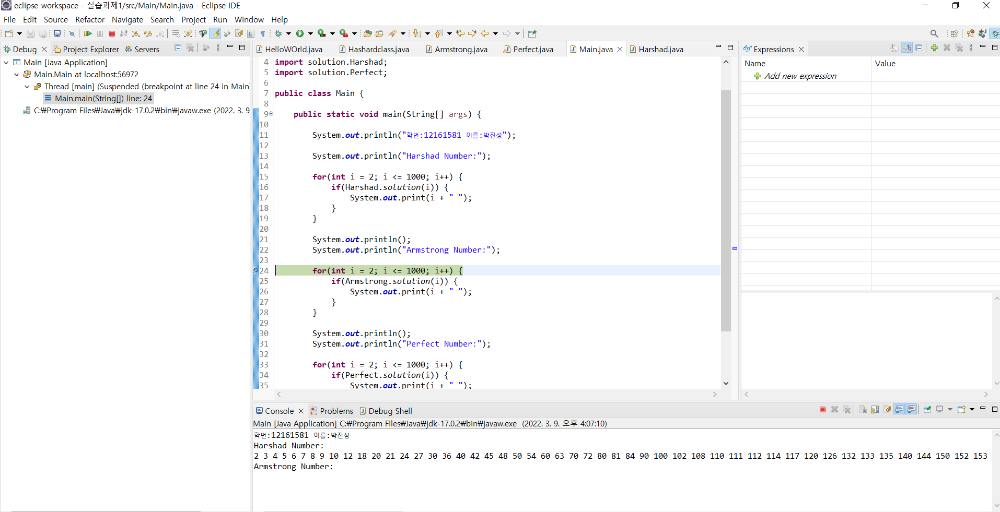 eclipse-workspace - 실습과제1/src/Main/Main.java - Eclipse IDE
File Edit Source Refactor Navigate Search Project Run Window Help
Debug Project Explorer Servers
Main [Java Application]
Main.Main at localhost:56972
Thread [main] (Suspended (breakpoint at line 24 in Main)
Main.main(String[]) line: 24
C:₩Program Files₩Java₩jdk-17.0.2₩bin₩javaw.exe (2022. 3. 9
HelloWOrld.java Hashardclass.java Armstrong.java Perfect.java Main.java Harshad.java
4 import solution.Harshad;
5 import solution.Perfect;
6
7 public class Main {
8
9 public static void main(String[] args) {
10
11 System.out.println("학번:12161581 이름:박진성");
12
13 System.out.println("Harshad Number:");
14
15 for(int i = 2; i <= 1000; i++) {
16 if(Harshad.solution(i)) {
17 System.out.print(i + " ");
18 }
19 }
20
21 System.out.println();
22 System.out.println("Armstrong Number:");
23
24 for(int i = 2; i <= 1000; i++) {
25 if(Armstrong.solution(i)) {
26 System.out.print(i + " ");
27 }
28 }
29
30 System.out.println();
31 System.out.println("Perfect Number:");
32
33 for(int i = 2; i <= 1000; i++) {
34 if(Perfect.solution(i)) {
35 System.out.print(i + " ");
Expressions
Name Value
Add new expression
Console Problems Debug Shell
Main [Java Application] C:₩Program Files₩Java₩jdk-17.0.2₩bin₩javaw.exe (2022. 3. 9. 오후 4:07:10)
학번:12161581 이름:박진성
Harshad Number:
2 3 4 5 6 7 8 9 10 12 18 20 21 24 27 30 36 40 42 45 48 50 54 60 63 70 72 80 81 84 90 100 102 108 110 111 112 114 117 120 126 132 133 135 140 144 150 152 153
Armstrong Number: